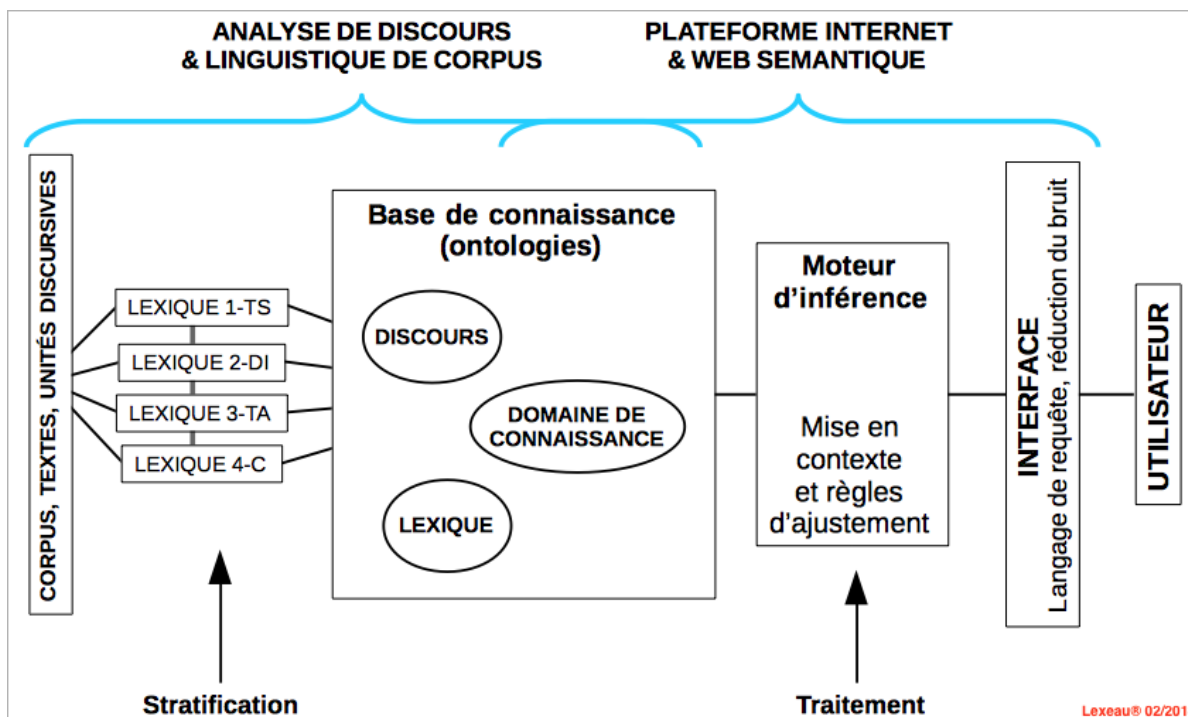 ANALYSE DE DISCOURS
& LINGUISTIQUE DE CORPUS
PLATEFORME INTERNET
& WEB SEMANTIQUE
CORPUS, TEXTES, UNITÉS DISCURSIVES
LEXIQUE 1-TS
LEXIQUE 2-DI
LEXIQUE 3-TA
LEXIQUE 4-C
Base de connaissance
(ontologies)
DISCOURS
DOMAINE DE
CONNAISSANCE
LEXIQUE
Moteur
d’inférence
Mise en
contexte
et règles
d’ajustement
INTERFACE
Langage de requête, réduction du bruit
UTILISATEUR
Stratification
Traitement
Lexeau® 02/201